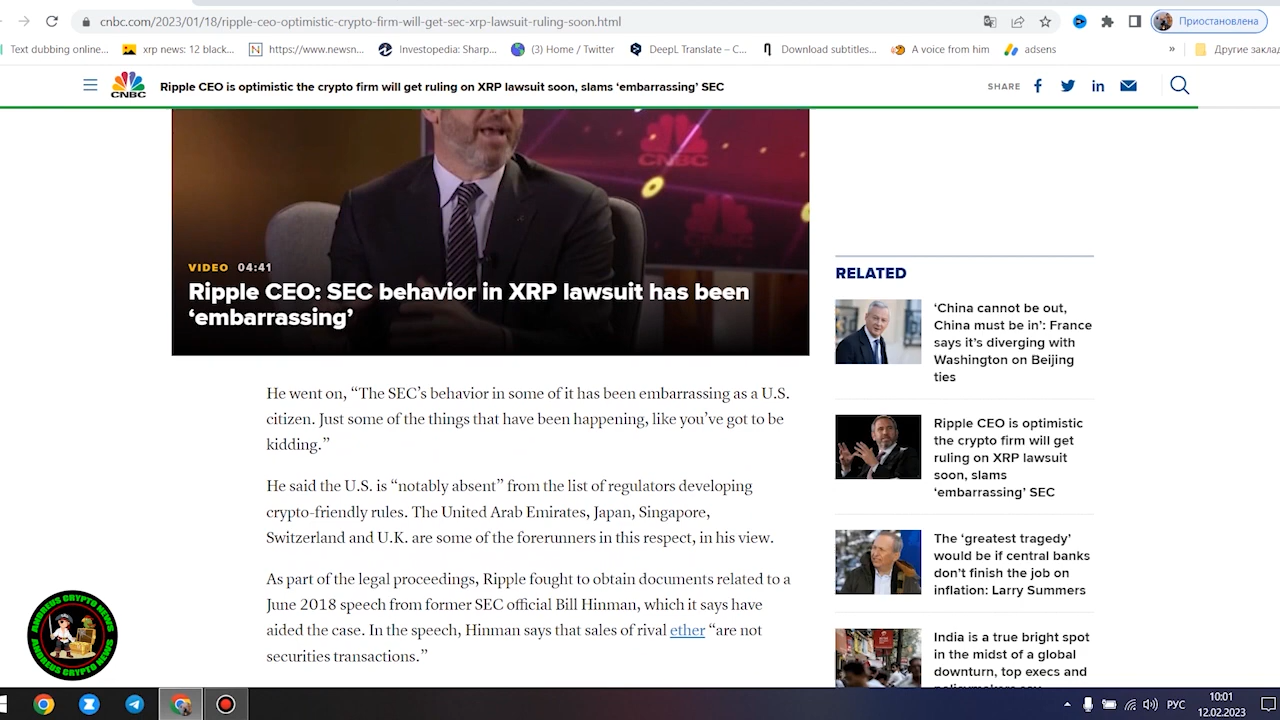 cnbc.com/2023/01/18/ripple-ceo-optimistic-crypto-firm-will-get-sec-xrp-lawsuit-ruling-soon.html
Приостановлена
Text dubbing online...
xrp news: 12 black...
https://www.newsn...
Investopedia: Sharp...
(3) Home / Twitter
DeepL Translate – C...
Download subtitles...
A voice from him
adsens
»
Другие закла
CNBC
Ripple CEO is optimistic the crypto firm will get ruling on XRP lawsuit soon, slams ‘embarrassing’ SEC
SHARE
CNBC
VIDEO 04:41
Ripple CEO: SEC behavior in XRP lawsuit has been
‘embarrassing’
He went on, “The SEC’s behavior in some of it has been embarrassing as a U.S.
citizen. Just some of the things that have been happening, like you’ve got to be
kidding.”
He said the U.S. is “notably absent” from the list of regulators developing
crypto-friendly rules. The United Arab Emirates, Japan, Singapore,
Switzerland and U.K. are some of the forerunners in this respect, in his view.
As part of the legal proceedings, Ripple fought to obtain documents related to a
June 2018 speech from former SEC official Bill Hinman, which it says have
aided the case. In the speech, Hinman says that sales of rival ether “are not
securities transactions.”
RELATED
‘China cannot be out,
China must be in’: France
says it’s diverging with
Washington on Beijing
ties
Ripple CEO is optimistic
the crypto firm will get
ruling on XRP lawsuit
soon, slams
‘embarrassing’ SEC
The ‘greatest tragedy’
would be if central banks
don’t finish the job on
inflation: Larry Summers
India is a true bright spot
in the midst of a global
downturn, top execs and
policymakers say
ANDREUS CRYPTO NEWS
ANDREUS CRYPTO NEWS
РУС
10:01
12.02.2023